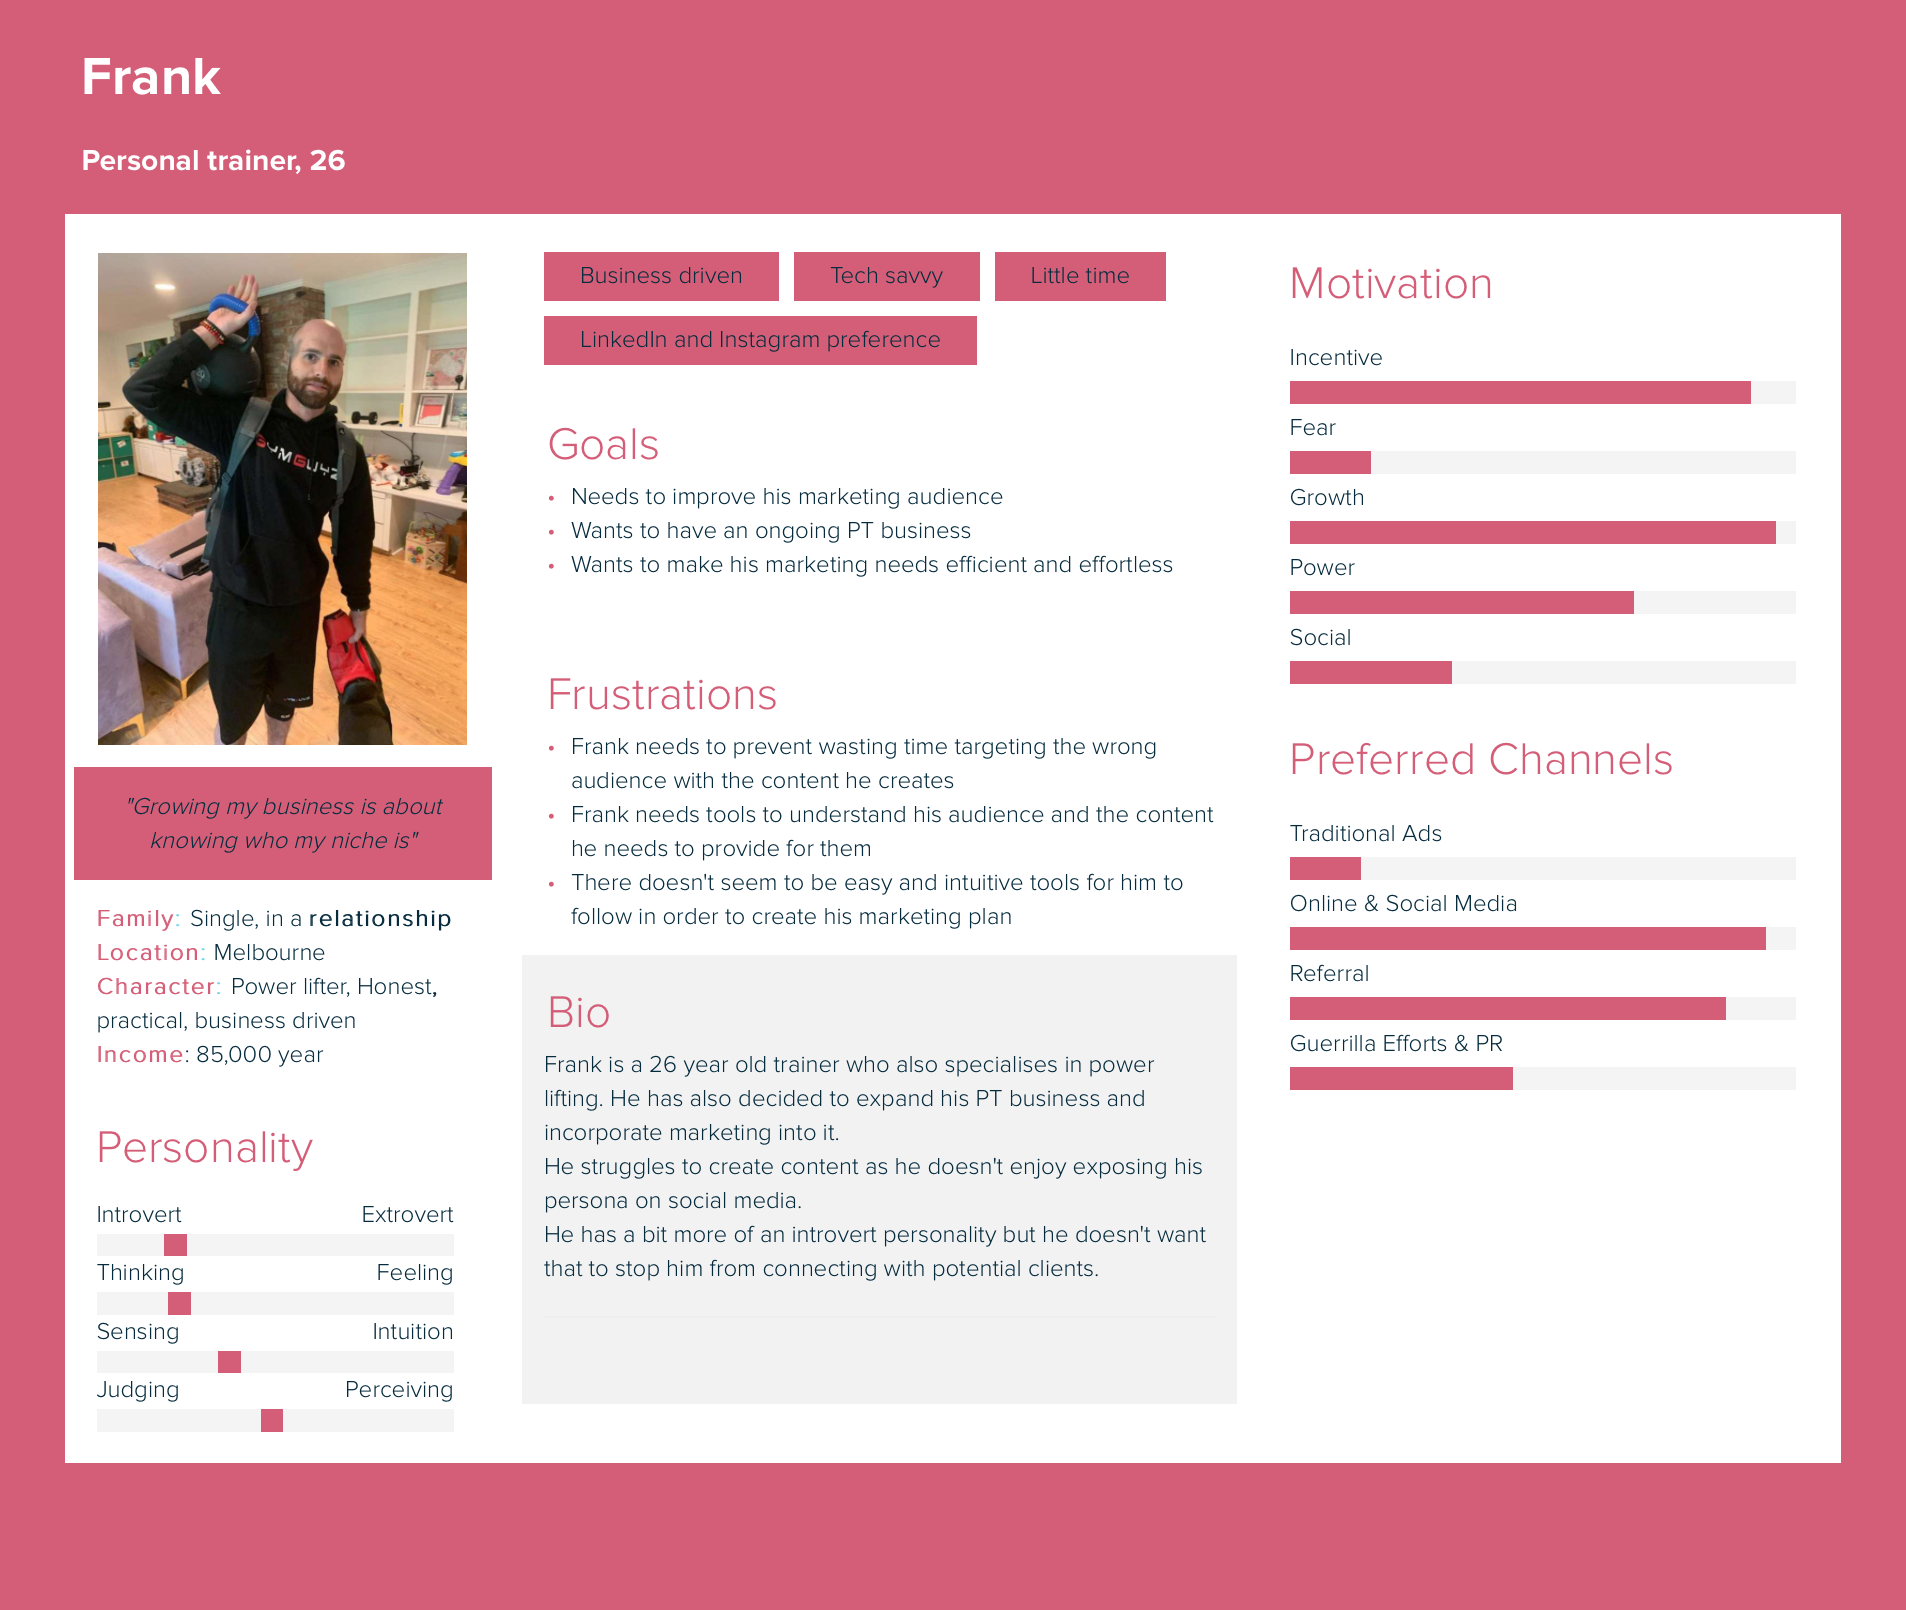 Frank
Personal trainer, 26
GYMGUYZ
"Growing my business is about
knowing who my niche is"
Family: Single, in a relationship
Location: Melbourne
Character: Power lifter, Honest,
practical, business driven
Income: 85,000 year
Personality
Introvert Extrovert
Thinking Feeling
Sensing Intuition
Judging Perceiving
Business driven
Tech savvy
Little time
LinkedIn and Instagram preference
Goals
• Needs to improve his marketing audience
• Wants to have an ongoing PT business
• Wants to make his marketing needs efficient and effortless
Frustrations
• Frank needs to prevent wasting time targeting the wrong
audience with the content he creates
• Frank needs tools to understand his audience and the content
he needs to provide for them
• There doesn't seem to be easy and intuitive tools for him to
follow in order to create his marketing plan
Bio
Frank is a 26 year old trainer who also specialises in power
lifting. He has also decided to expand his PT business and
incorporate marketing into it.
He struggles to create content as he doesn't enjoy exposing his
persona on social media.
He has a bit more of an introvert personality but he doesn't want
that to stop him from connecting with potential clients.
Motivation
Incentive
Fear
Growth
Power
Social
Preferred Channels
Traditional Ads
Online & Social Media
Referral
Guerrilla Efforts & PR